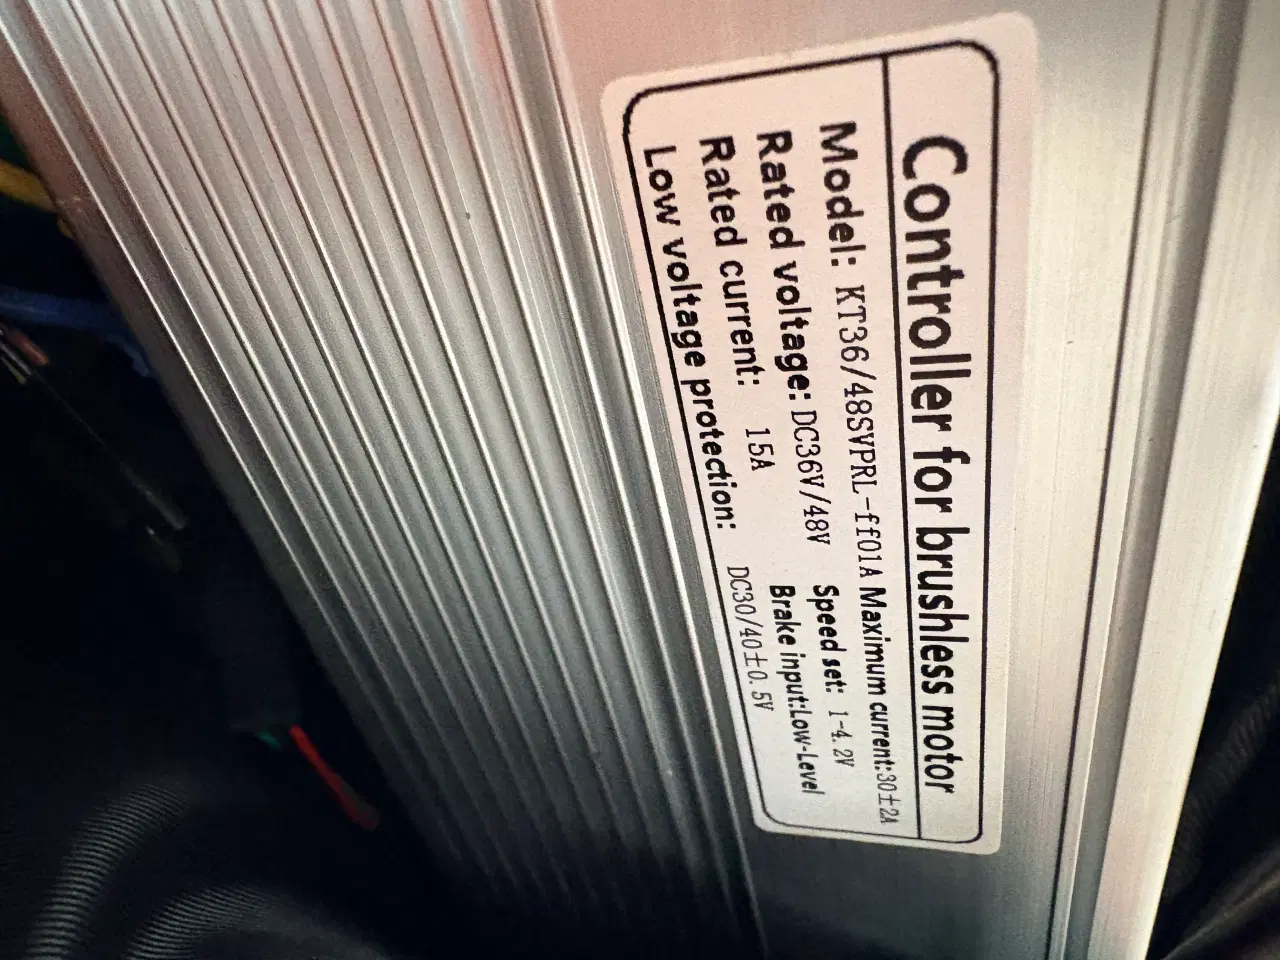 Controller for brushless motor
Model: KT36/48SVPRL-ff01A Maximum current:30±2A
Rated voltage: DC36V/48V Speed set: 1-4.2V
Rated current: 15A Brake input:Low-Level
Low voltage protection: DC30/40±0.5V